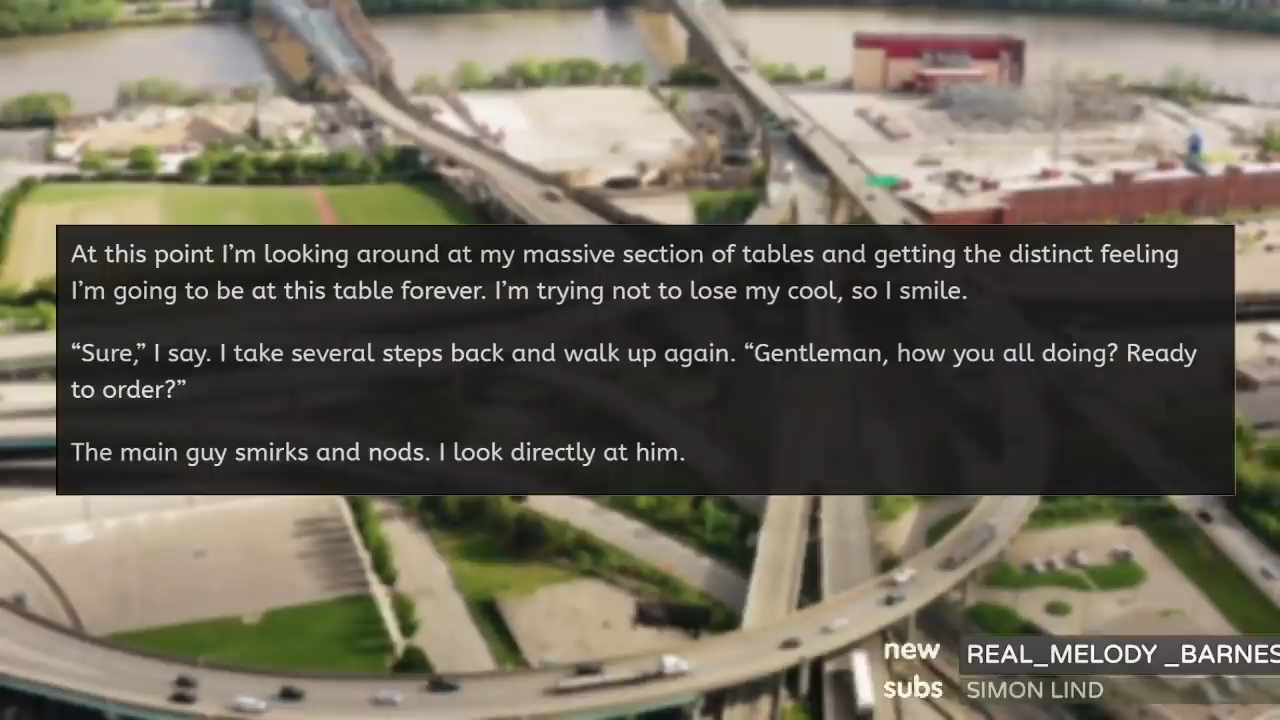 At this point I’m looking around at my massive section of tables and getting the distinct feeling
I’m going to be at this table forever. I’m trying not to lose my cool, so I smile.
“Sure,” I say. I take several steps back and walk up again. “Gentleman, how you all doing? Ready
to order?”
The main guy smirks and nods. I look directly at him.
new REAL_MELODY _BARNES
subs SIMON LIND